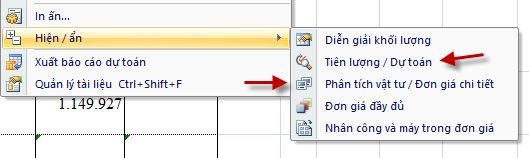 In ấn...
Hiện / ẩn
Xuất báo cáo dự toán
Quản lý tài liệu Ctrl+Shift+F
1.149.927
Diễn giải khối lượng
Tiên lượng / Dự toán
Phân tích vật tư / Đơn giá chi tiết
Đơn giá đầy đủ
Nhân công và máy trong đơn giá